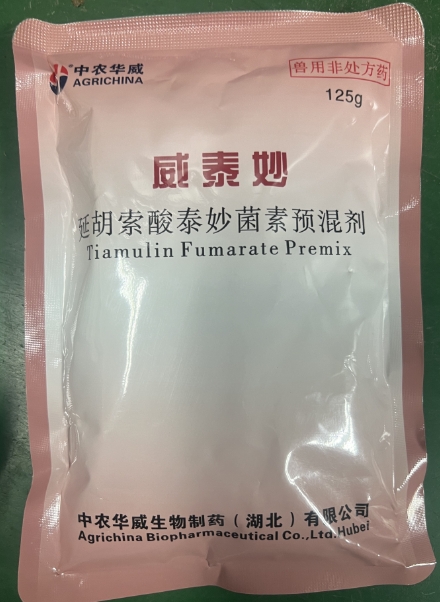 中农华威
AGRICHINA
兽用非处方药
125g
威泰妙
延胡索酸泰妙菌素预混剂
Tiamulin Fumarate Premix
中农华威生物制药(湖北)有限公司
Agrichina Biopharmaceutical Co.,Ltd.Hubei